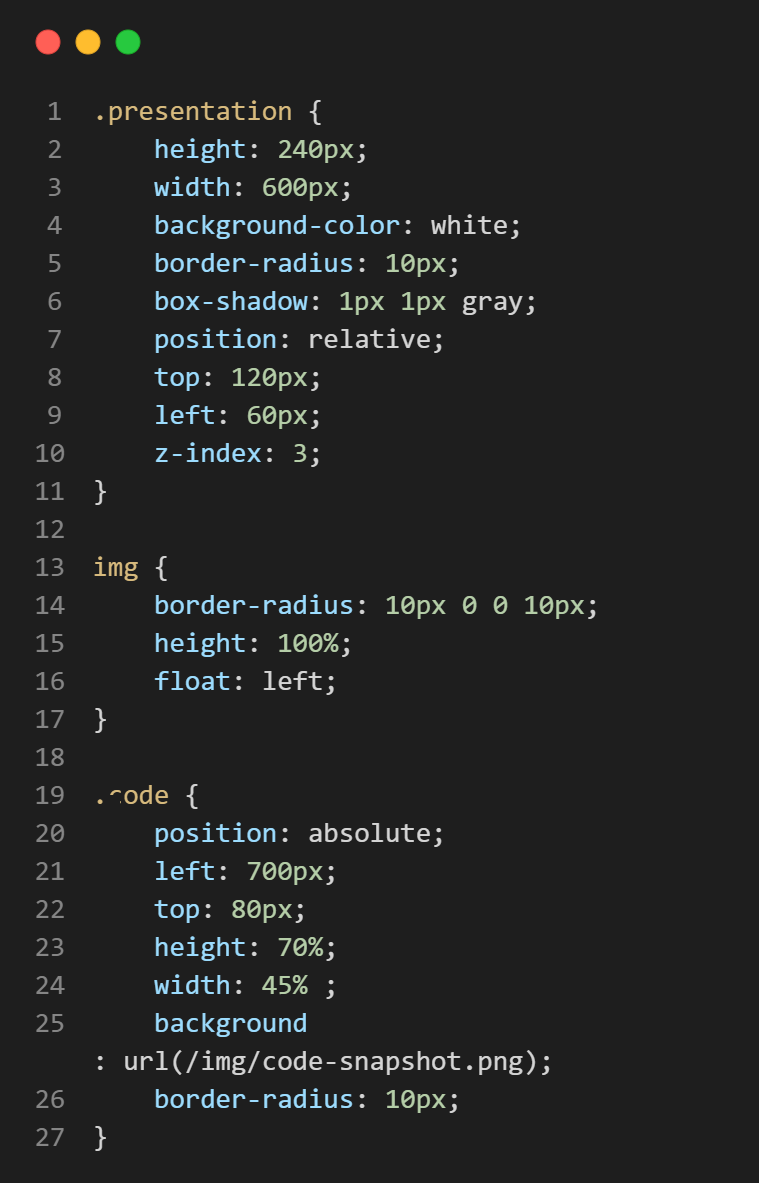 1 .presentation {
2     height: 240px;
3     width: 600px;
4     background-color: white;
5     border-radius: 10px;
6     box-shadow: 1px 1px gray;
7     position: relative;
8     top: 120px;
9     left: 60px;
10     z-index: 3;
11 }
12
13 img {
14     border-radius: 10px 0 0 10px;
15     height: 100%;
16     float: left;
17 }
18
19 .code {
20     position: absolute;
21     left: 700px;
22     top: 80px;
23     height: 70%;
24     width: 45% ;
25     background
: url(/img/code-snapshot.png);
26     border-radius: 10px;
27 }